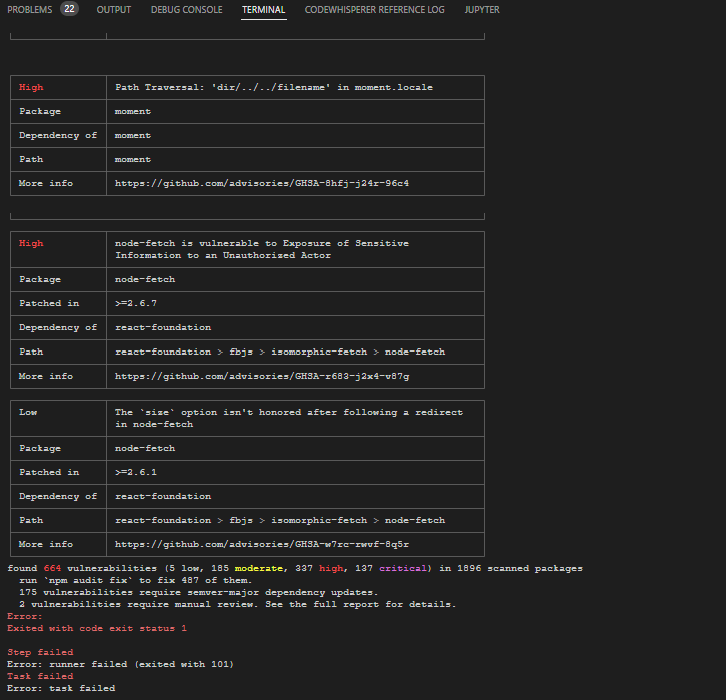 PROBLEMS 22 OUTPUT DEBUG CONSOLE TERMINAL CODEWHISPERER REFERENCE LOG JUPYTER
High Path Traversal: 'dir/../../filename' in moment.locale
Package moment
Dependency of moment
Path moment
More info https://github.com/advisories/GHSA-8hfj-j24r-96c4
High node-fetch is vulnerable to Exposure of Sensitive
Information to an Unauthorized Actor
Package node-fetch
Patched in >=2.6.7
Dependency of react-foundation
Path react-foundation > fbjs > isomorphic-fetch > node-fetch
More info https://github.com/advisories/GHSA-r683-j2x4-v87g
Low The `size` option isn't honored after following a redirect
in node-fetch
Package node-fetch
Patched in >=2.6.1
Dependency of react-foundation
Path react-foundation > fbjs > isomorphic-fetch > node-fetch
More info https://github.com/advisories/GHSA-w7rc-rwvf-8q5r
found 664 vulnerabilities (5 low, 185 moderate, 337 high, 137 critical) in 1896 scanned packages
run `npm audit fix` to fix 487 of them.
175 vulnerabilities require semver-major dependency updates.
2 vulnerabilities require manual review. See the full report for details.
Error:
Exited with code exit status 1
Step failed
Error: runner failed (exited with 101)
Task failed
Error: task failed